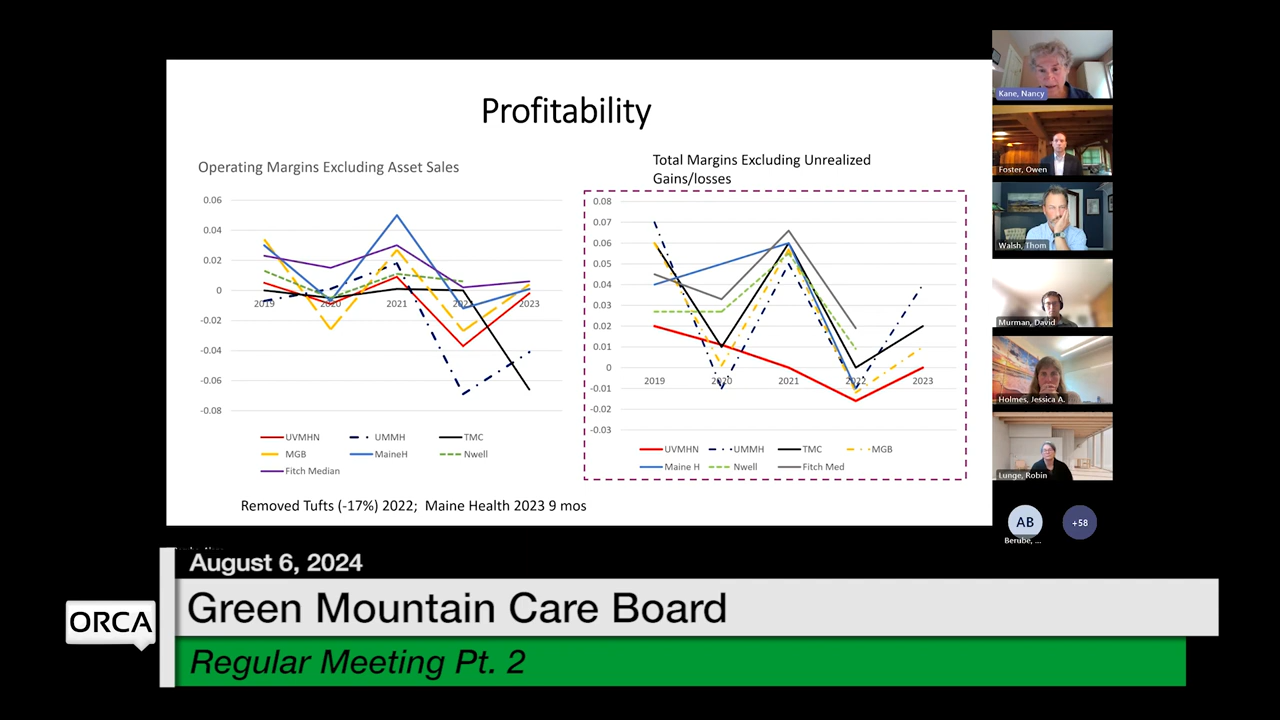 Profitability
Operating Margins Excluding Asset Sales
0.06
0.04
0.02
0
-0.02
-0.04
-0.06
-0.08
2019
2020
2021
2022
2023
UVMHN
UMMH
TMC
MGB
MaineH
Nwell
Fitch Median
Total Margins Excluding Unrealized
Gains/losses
0.08
0.07
0.06
0.05
0.04
0.03
0.02
0.01
0
-0.01
-0.02
-0.03
2019
2020
2021
2022
2023
UVMHN
UMMH
TMC
MGB
Maine H
Nwell
Fitch Med
Removed Tufts (-17%) 2022;  Maine Health 2023 9 mos
Kane, Nancy
Foster, Owen
Walsh, Thom
Murman, David
Holmes, Jessica A.
Lunge, Robin
AB
+58
Berube, ...
August 6, 2024
ORCA
Green Mountain Care Board
Regular Meeting Pt. 2